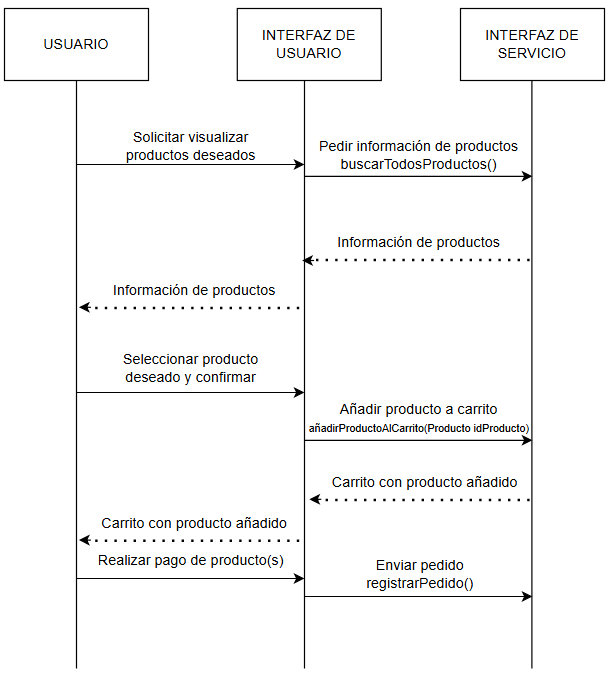 USUARIO
INTERFAZ DE
USUARIO
INTERFAZ DE
SERVICIO
Solicitar visualizar
productos deseados
Pedir información de productos
buscarTodosProductos()
Información de productos
Información de productos
Seleccionar producto
deseado y confirmar
Añadir producto a carrito
añadirProductoAlCarrito(Producto idProducto)
Carrito con producto añadido
Carrito con producto añadido
Realizar pago de producto(s)
Enviar pedido
registrarPedido()